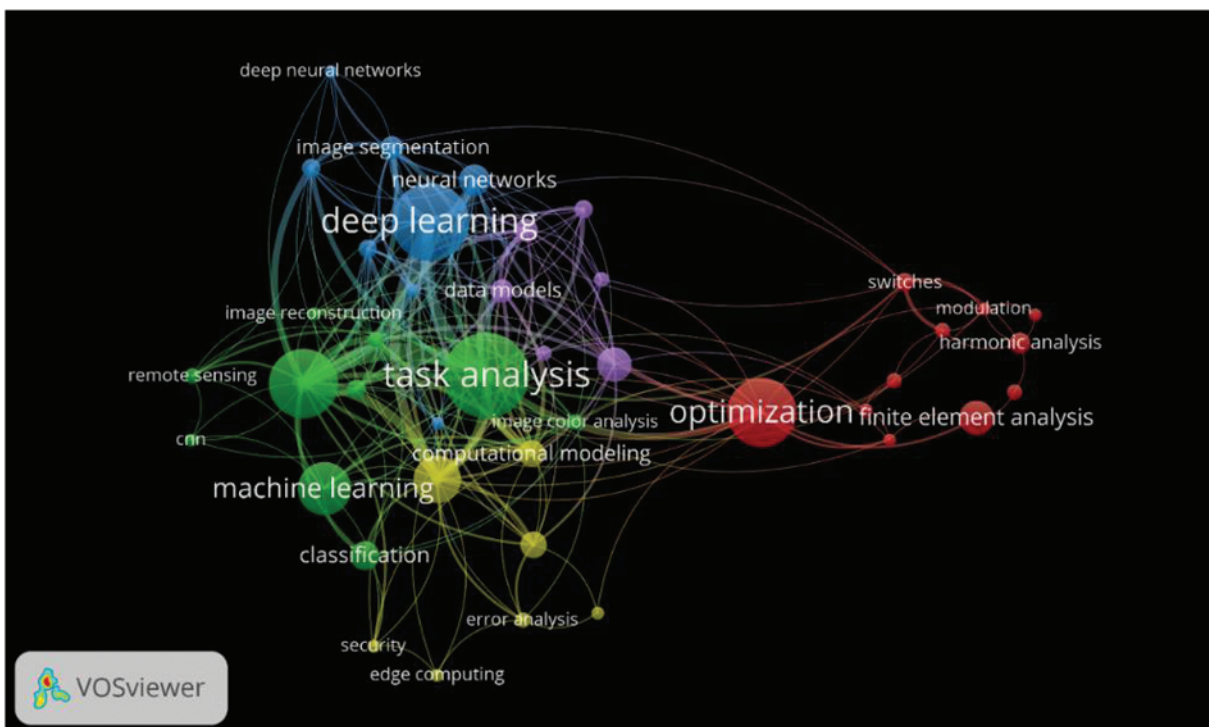 deep neural networks
image segmentation
neural networks
deep learning
switches
data models
modulation
image reconstruction
harmonic analysis
remote sensing
task analysis
optimization
finite element analysis
image color analysis
cnn
computational modeling
machine learning
classification
error analysis
security
edge computing
VOSviewer